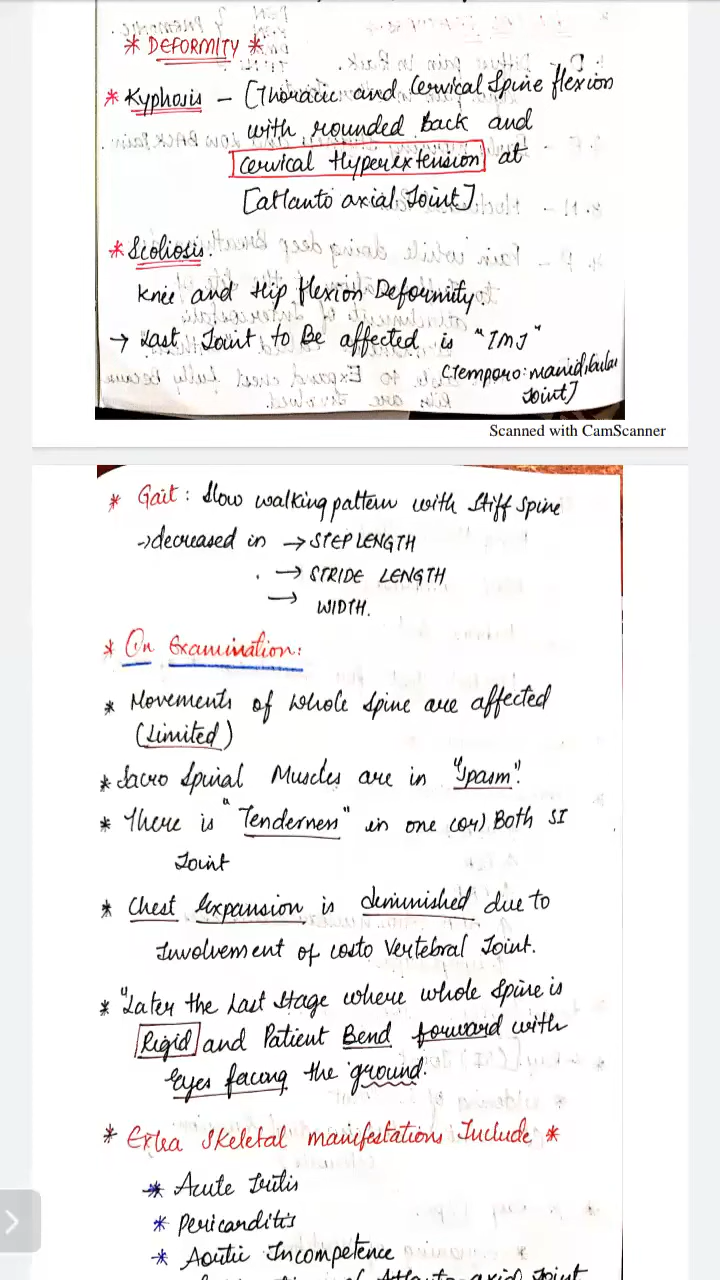 * DEFORMITY *
* Kyphosis – [Thoracic and Cervical Spine flexion
with rounded Back and
Cervical Hyperextension at
[atlanto axial Joint]
* Scoliosis.
Knee and Hip flexion Deformity.
→ Last Joint to Be affected is "TMJ"
(Temporo:manidibular
Joint]
Scanned with CamScanner
* Gait: Slow walking pattern with Stiff Spine
→decreased in → STEP LENGTH
→ STRIDE LENGTH
→ WIDTH.
* On Examination:
* Movements of whole Spine are affected
(Limited)
* Sacro Spinal Muscles are in "Spasm".
* There is "Tenderness" in one (or) Both SI
Joint
* Chest Expansion is diminished due to
Involvement of costo Vertebral Joint.
* "Later the Last Stage where whole Spine is
Rigid and Patient Bend forward with
Eyes facing the ground.
* Extra Skeletal manifestations Include *
* Acute Iritis
* Pericarditis
* Aortic Incompetence
of Atlanto axial Joint